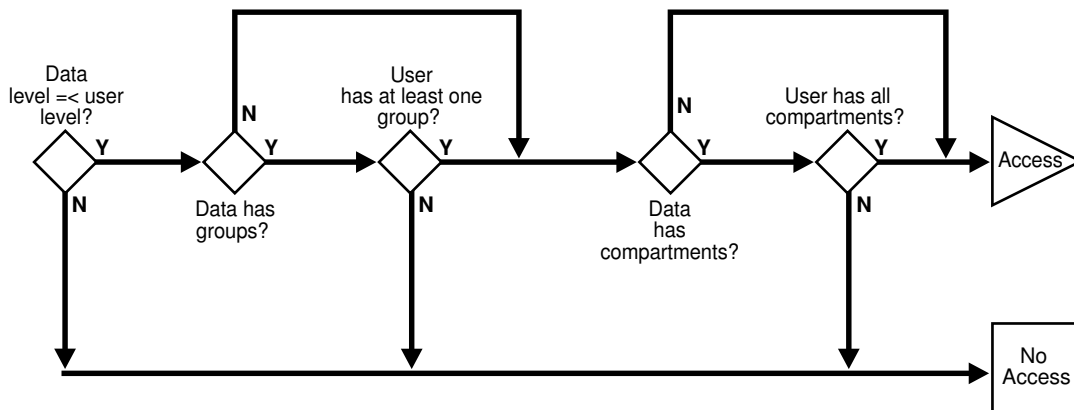 Data
level =< user
level?
Y
N
Data has
groups?
N
Y
User
has at least one
group?
Y
N
Data
has
compartments?
N
Y
User has all
compartments?
Y
N
Access
No
Access